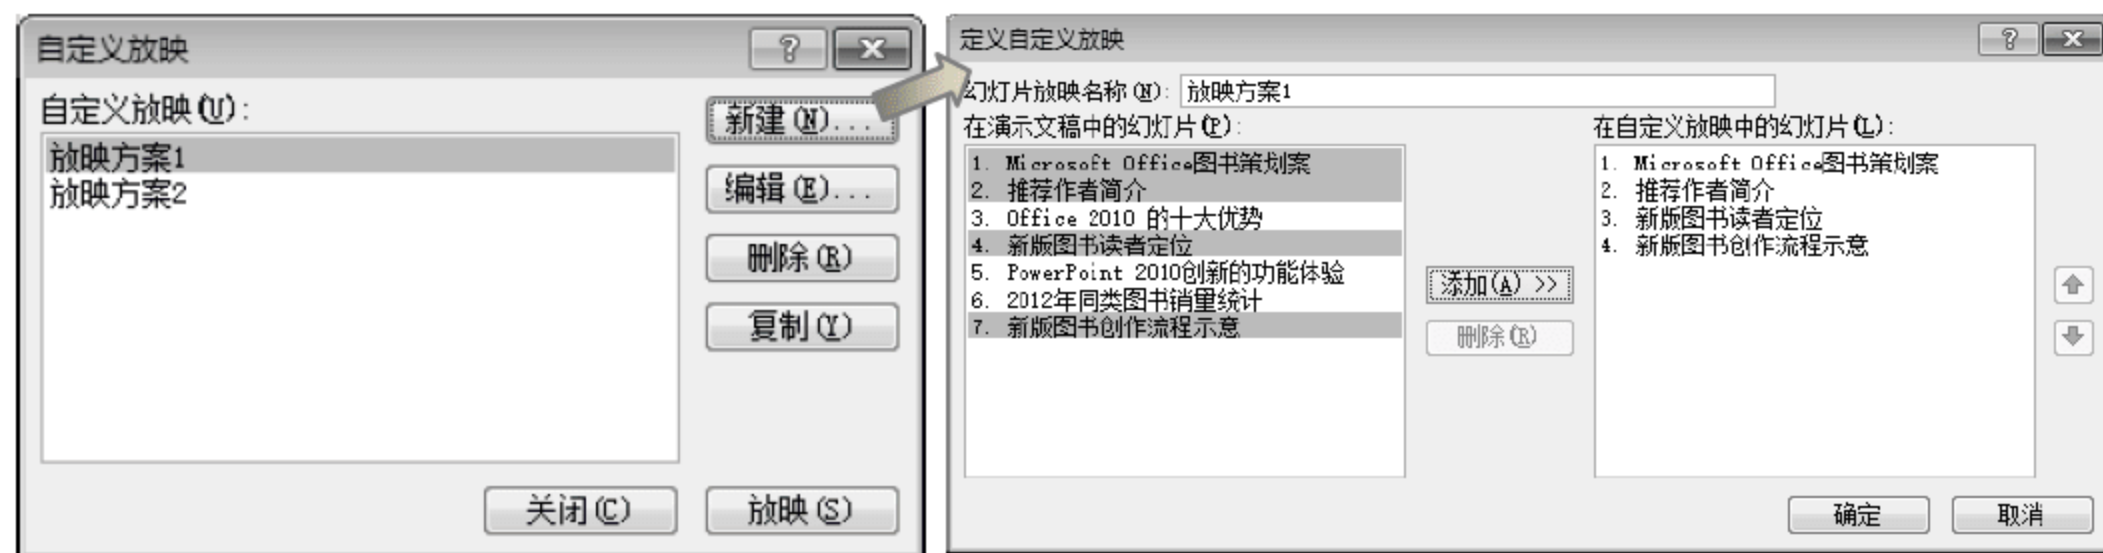 自定义放映
自定义放映(U):
放映方案1
放映方案2
新建(N)...
编辑(E)...
删除(R)
复制(Y)
关闭(C)
放映(S)
定义自定义放映
幻灯片放映名称(N): 放映方案1
在演示文稿中的幻灯片(P):
1. Microsoft Office图书策划案
2. 推荐作者简介
3. Office 2010 的十大优势
4. 新版图书读者定位
5. PowerPoint 2010创新的功能体验
6. 2012年同类图书销量统计
7. 新版图书创作流程示意
添加(A) >>
删除(R)
在自定义放映中的幻灯片(L):
1. Microsoft Office图书策划案
2. 推荐作者简介
3. 新版图书读者定位
4. 新版图书创作流程示意
确定
取消